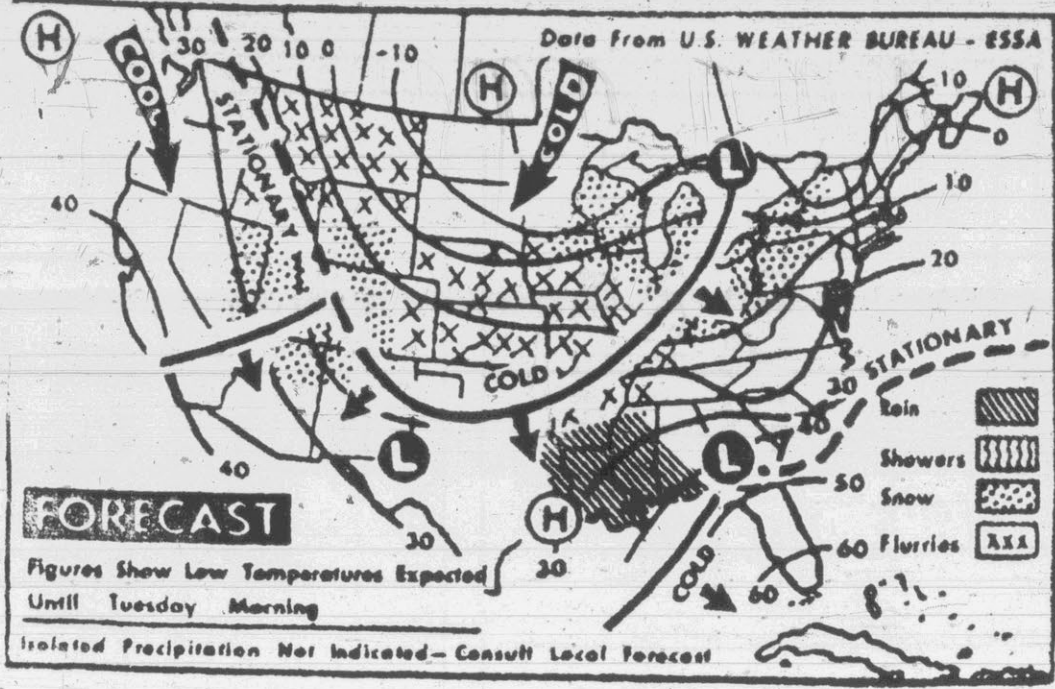 H
COOL
30 20 10 0 -10
Data From U.S. WEATHER BUREAU - ESSA
H
COLD
10
H
0
STATIONARY
L
10
40
20
STATIONARY
COLD
30
Rain
40
L
L
Showers
40
50
Snow
FORECAST
H
30
30
60
Flurries
COLD
60
Figures Show Low Temperatures Expected
Until Tuesday Morning
Isolated Precipitation Not Indicated—Consult Local Forecast